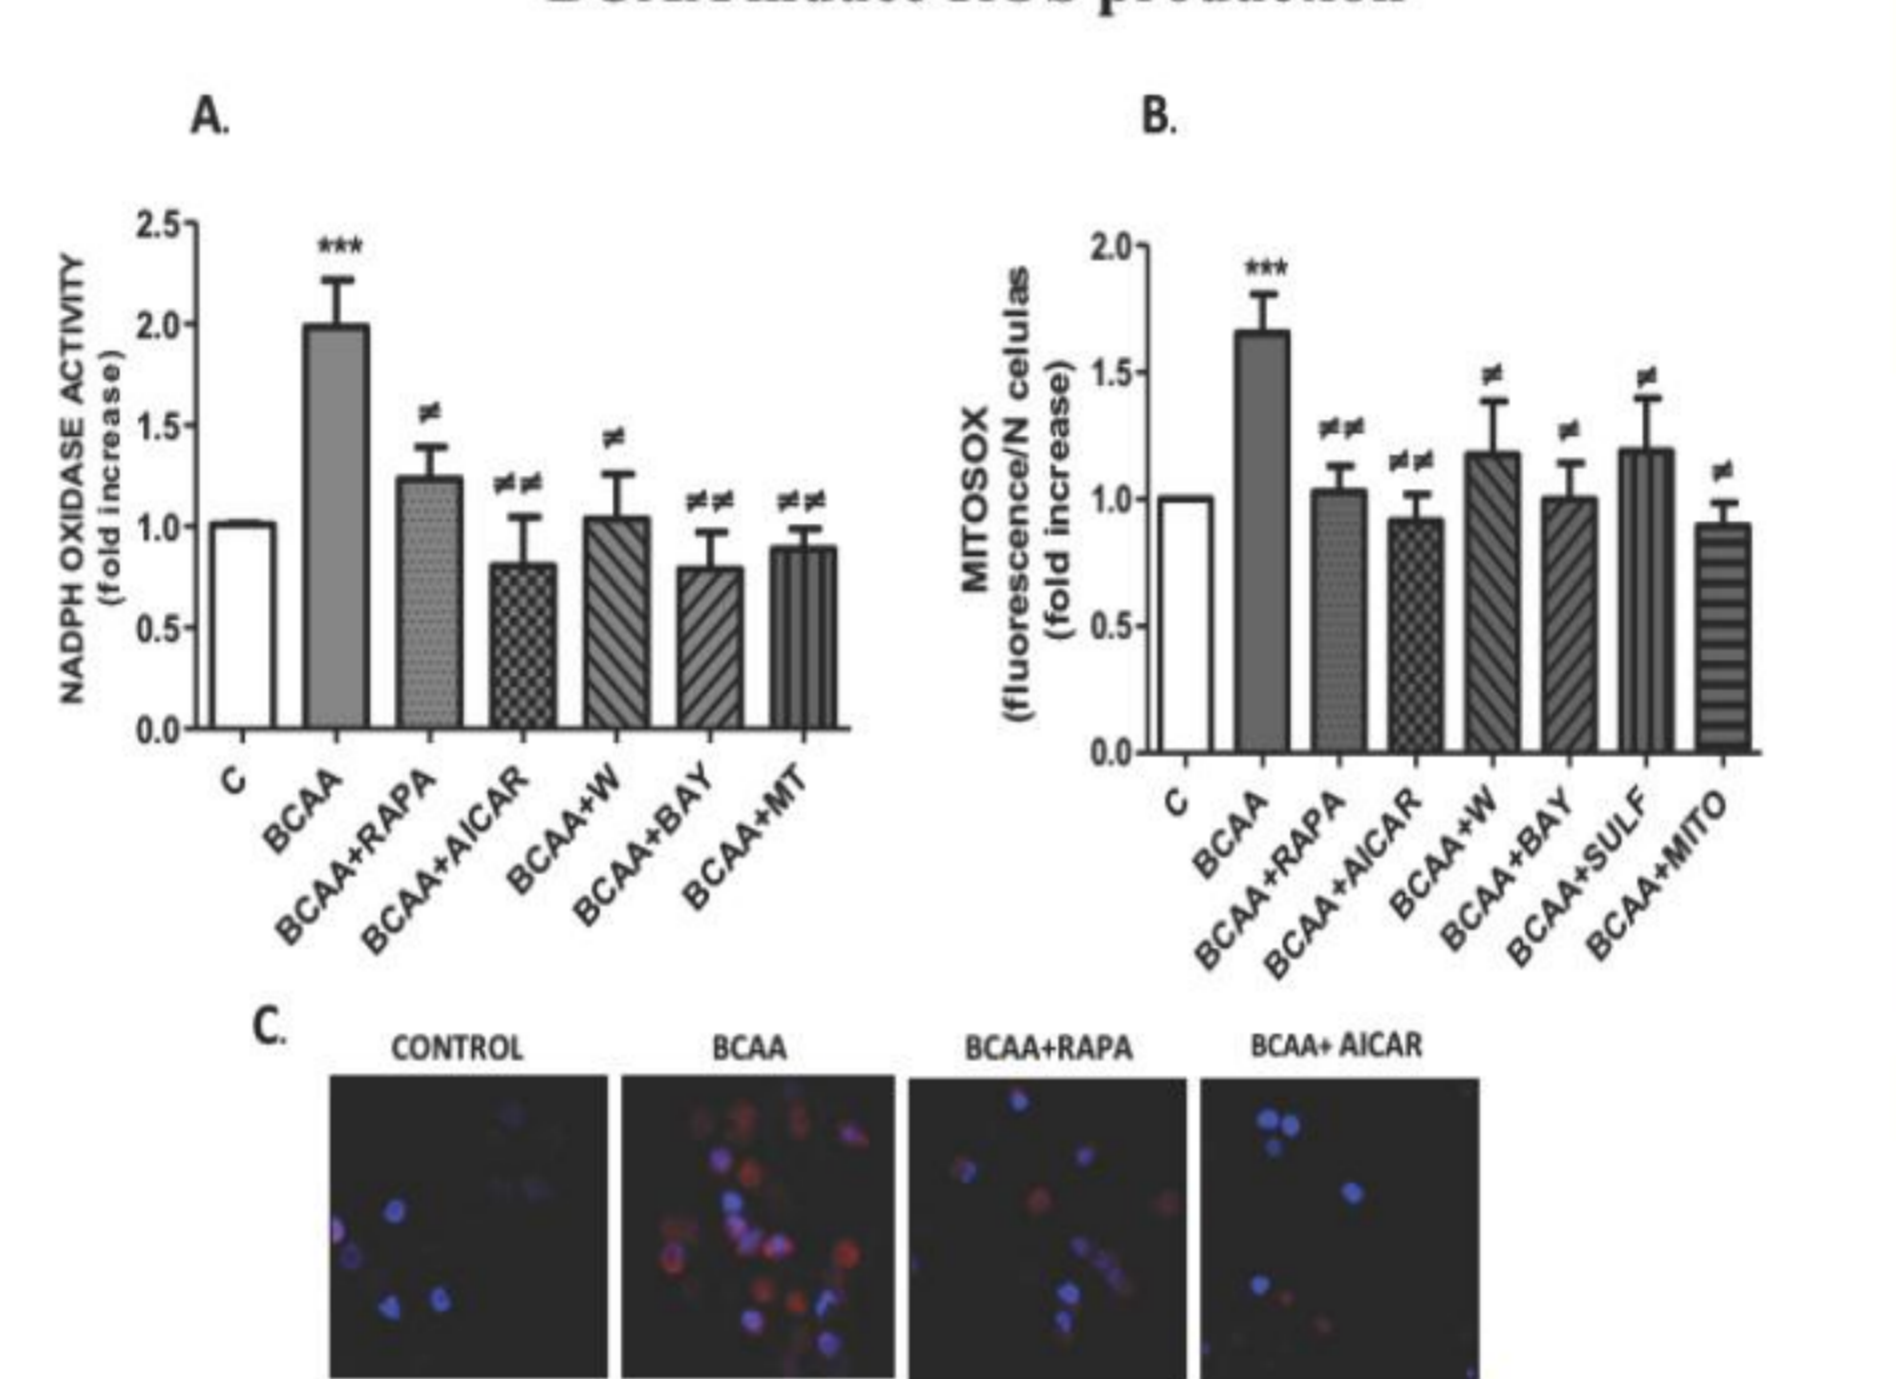 production
A.
B.
NADPH OXIDASE ACTIVITY
(fold increase)
2.5
2.0
1.5
1.0
0.5
0.0
***
≠
≠≠
≠
≠≠
≠≠
C
BCAA
BCAA+RAPA
BCAA+AICAR
BCAA+W
BCAA+BAY
BCAA+MT
MITOSOX
(fluorescence/N celulas
(fold increase)
2.0
1.5
1.0
0.5
0.0
***
≠≠
≠≠
≠
≠
≠
≠
C
BCAA
BCAA+RAPA
BCAA+AICAR
BCAA+W
BCAA+BAY
BCAA+SULF
BCAA+MITO
C.
CONTROL
BCAA
BCAA+RAPA
BCAA+ AICAR